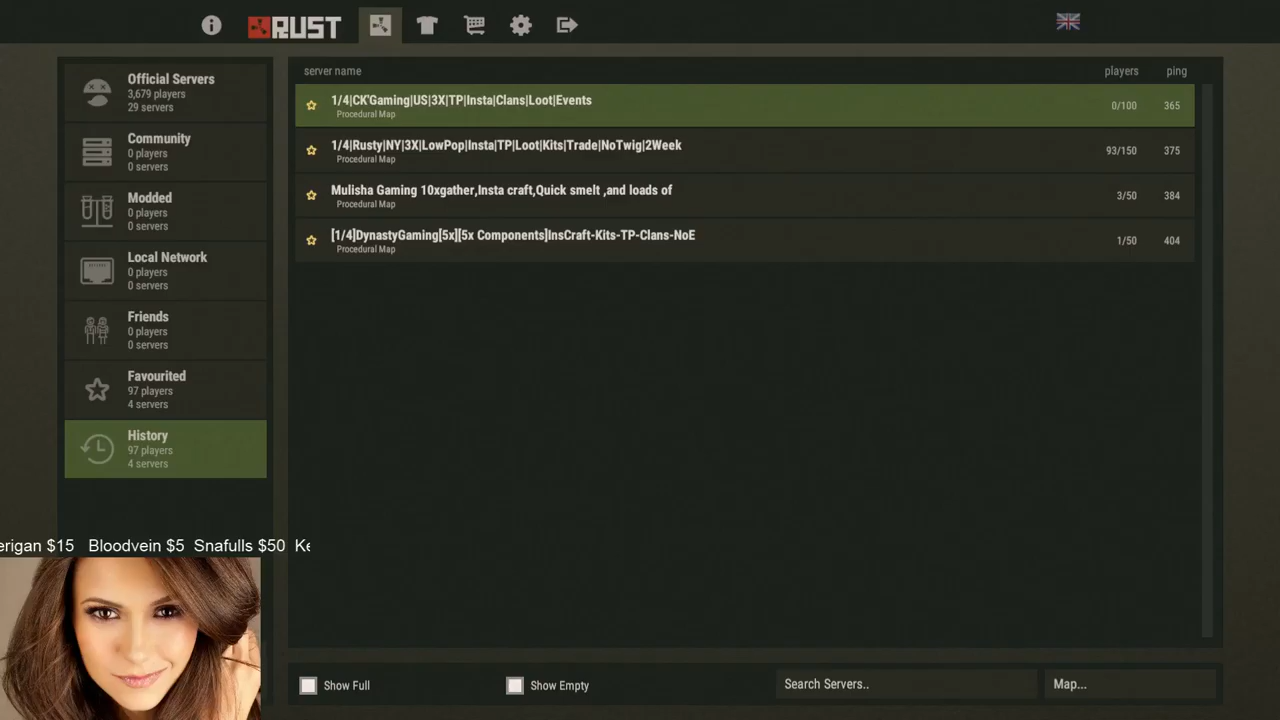 RUST
Official Servers
3,679 players
29 servers
Community
0 players
0 servers
Modded
0 players
0 servers
Local Network
0 players
0 servers
Friends
0 players
0 servers
Favourited
97 players
4 servers
History
97 players
4 servers
erigan $15 Bloodvein $5 Snafulls $50 Ke
server name players ping
1/4|CK'Gaming|US|3X|TP|Insta|Clans|Loot|Events 0/100 365
Procedural Map
1/4|Rusty|NY|3X|LowPop|Insta|TP|Loot|Kits|Trade|NoTwig|2Week 93/150 375
Procedural Map
Mulisha Gaming 10xgather,Insta craft,Quick smelt ,and loads of 3/50 384
Procedural Map
[1/4]DynastyGaming[5x][5x Components]InsCraft-Kits-TP-Clans-NoE 1/50 404
Procedural Map
Show Full Show Empty Search Servers.. Map...